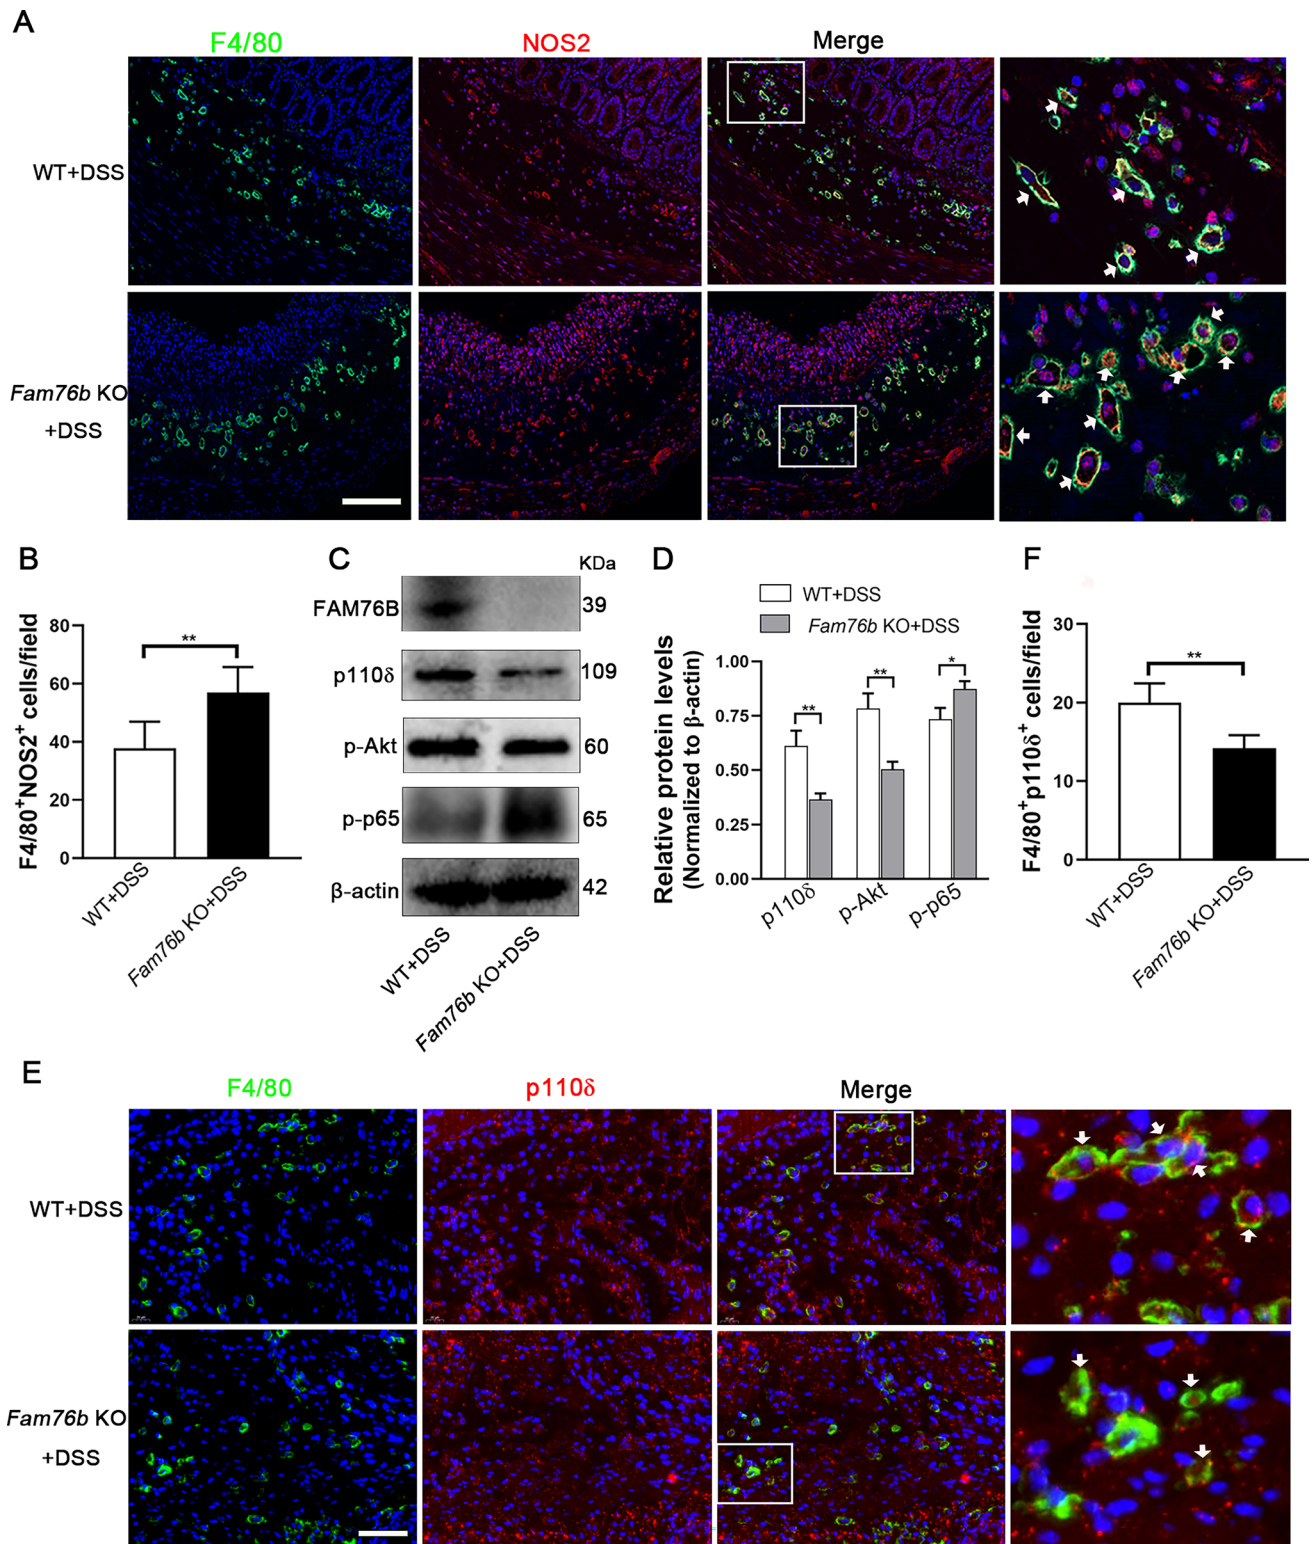 A
F4/80
NOS2
Merge
WT+DSS
Fam76b KO
+DSS
B
F4/80+NOS2+ cells/field
80
60
40
20
0
**
WT+DSS
Fam76b KO+DSS
C
KDa
FAM76B
39
p110δ
109
p-Akt
60
p-p65
65
β-actin
42
WT+DSS
Fam76b KO+DSS
D
WT+DSS
Fam76b KO+DSS
Relative protein levels
(Normalized to β-actin)
1.00
0.75
0.50
0.25
0.00
**
**
*
p110δ
p-Akt
p-p65
F
F4/80+p110δ+ cells/field
30
20
10
0
**
WT+DSS
Fam76b KO+DSS
E
F4/80
p110δ
Merge
WT+DSS
Fam76b KO
+DSS